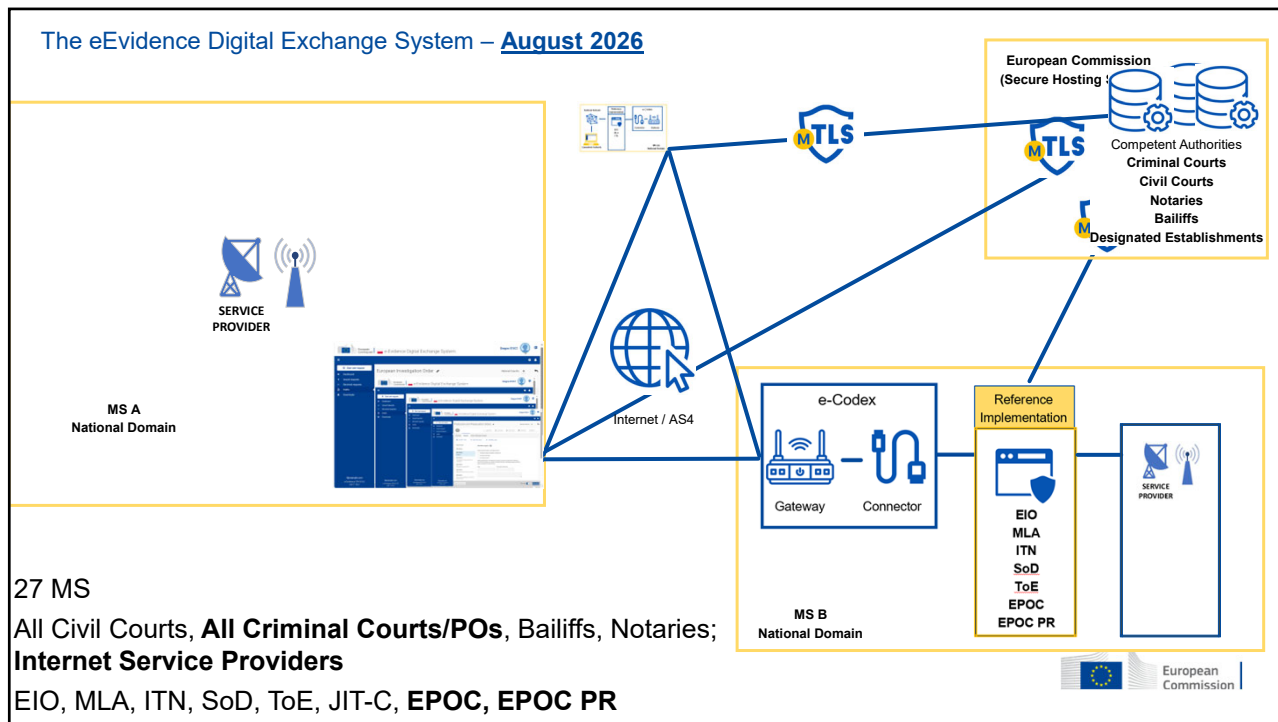 The eEvidence Digital Exchange System – August 2026
European Commission
(Secure Hosting
MTLS
MTLS
M
Competent Authorities
Criminal Courts
Civil Courts
Notaries
Bailiffs
Designated Establishments
SERVICE
PROVIDER
e-Evidence Digital Exchange System
European Investigation Order
MS A
National Domain
Internet / AS4
e-Codex
Gateway
Connector
Reference
Implementation
EIO
MLA
ITN
SoD
ToE
EPOC
EPOC PR
SERVICE
PROVIDER
MS B
National Domain
27 MS
All Civil Courts, All Criminal Courts/POs, Bailiffs, Notaries;
Internet Service Providers
EIO, MLA, ITN, SoD, ToE, JIT-C, EPOC, EPOC PR
European
Commission